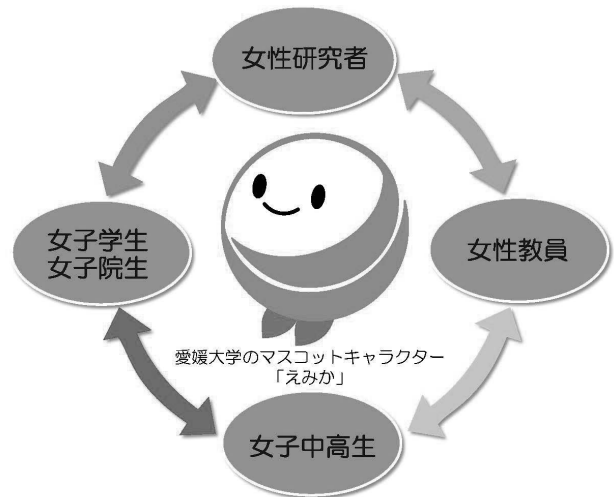 女性研究者
女子学生
女子院生
女性教員
愛媛大学のマスコットキャラクター
「えみか」
女子中高生